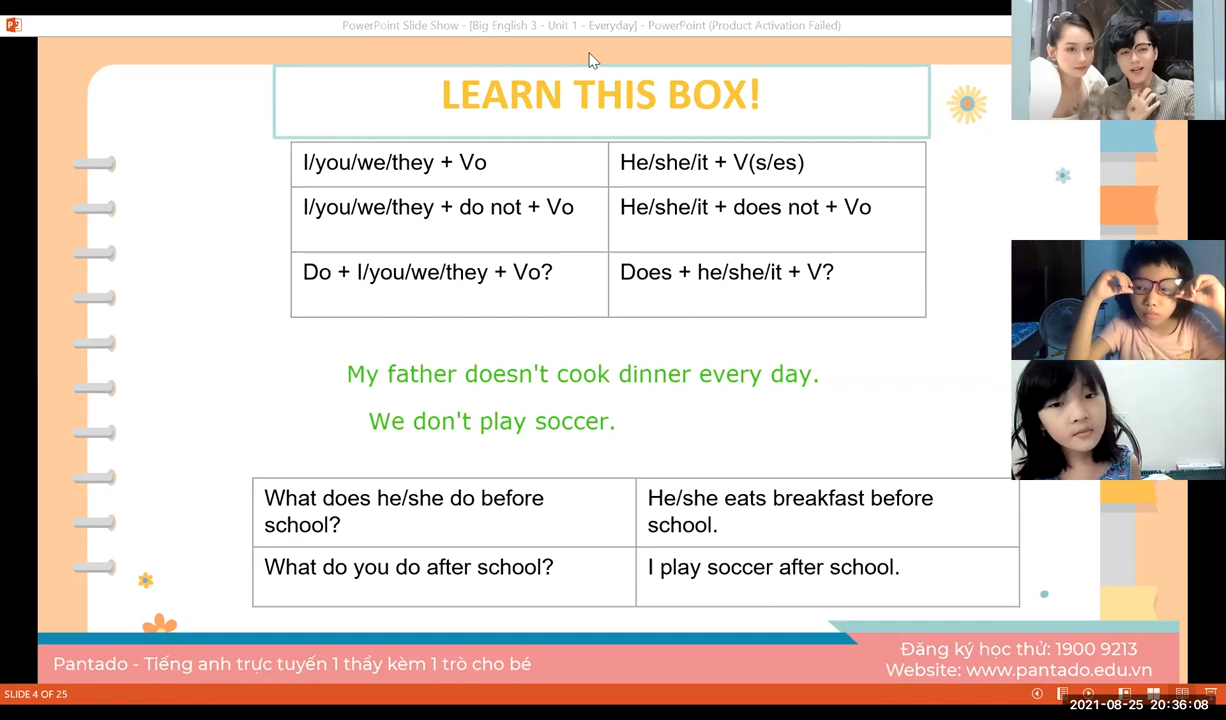 PowerPoint Slide Show - [Big English 3 - Unit 1 - Everyday] - PowerPoint (Product Activation Failed)
LEARN THIS BOX!
I/you/we/they + Vo
He/she/it + V(s/es)
I/you/we/they + do not + Vo
He/she/it + does not + Vo
Do + I/you/we/they + Vo?
Does + he/she/it + V?
My father doesn't cook dinner every day.
We don't play soccer.
What does he/she do before
school?
He/she eats breakfast before
school.
What do you do after school?
I play soccer after school.
Pantado - Tiếng anh trực tuyến 1 thầy kèm 1 trò cho bé
Đăng ký học thử: 1900 9213
Website: www.pantado.edu.vn
SLIDE 4 OF 25
2021-08-25 20:36:08